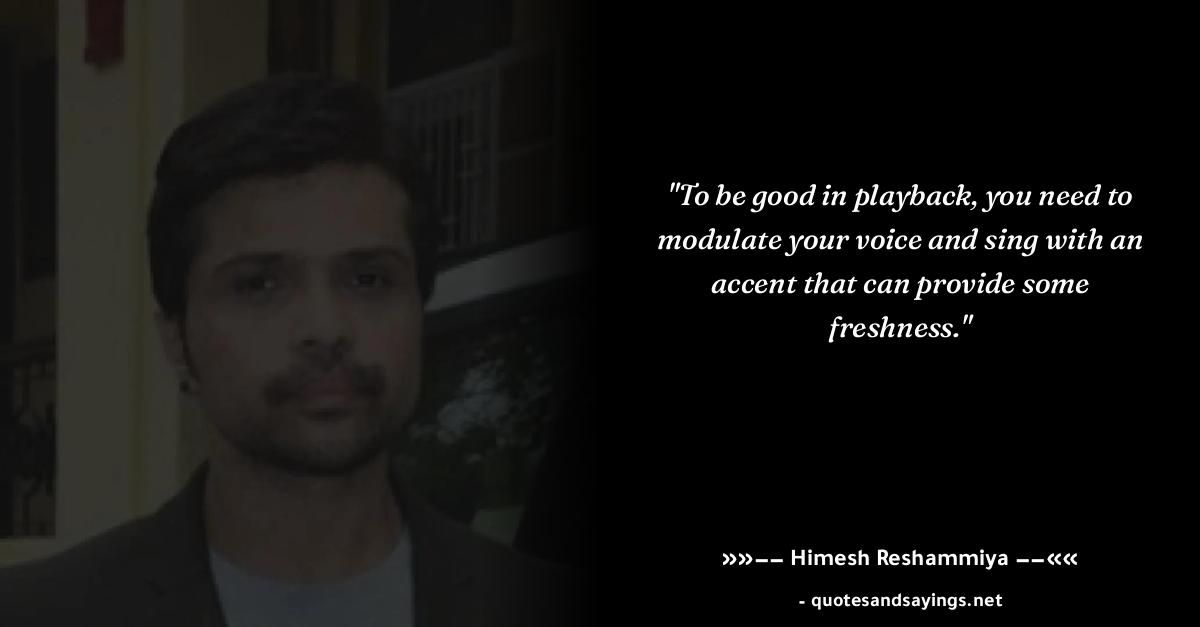 "To be good in playback, you need to
modulate your voice and sing with an
accent that can provide some
freshness."
»»−− Himesh Reshammiya −−««
- quotesandsayings.net